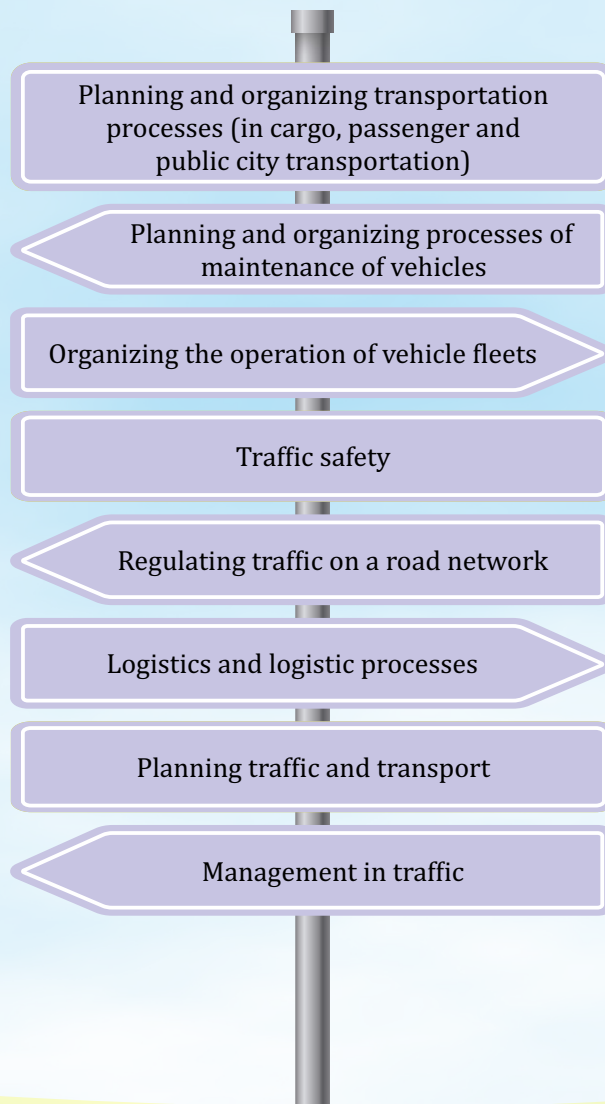 Planning and organizing transportation
processes (in cargo, passenger and
public city transportation)
Planning and organizing processes of
maintenance of vehicles
Organizing the operation of vehicle fleets
Traffic safety
Regulating traffic on a road network
Logistics and logistic processes
Planning traffic and transport
Management in traffic